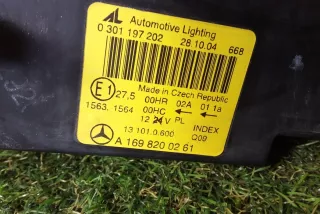 AL Automotive Lighting
0 301 197 202 28.10.04 668
Made in Czech Republic
E1 27,5 00HR 02A 01.1a
1563, 1564 00HC PL
12 24 V INDEX
13 101.0.600 Q09
A 169 820 02 61